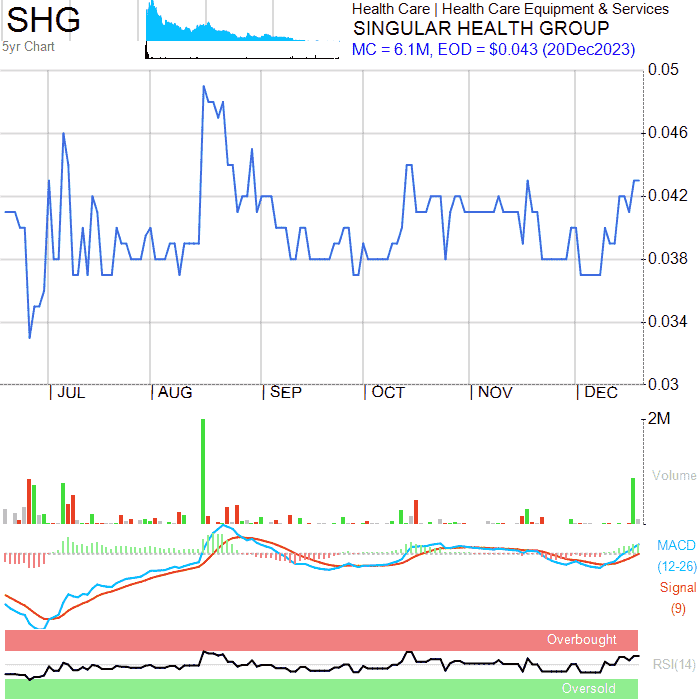 SHG
5yr Chart
Health Care | Health Care Equipment & Services
SINGULAR HEALTH GROUP
MC = 6.1M, EOD = $0.043 (20Dec2023)
0.05
0.046
0.042
0.038
0.034
0.03
JUL AUG SEP OCT NOV DEC
2M
Volume
MACD
(12-26)
Signal
(9)
Overbought
RSI(14)
Oversold